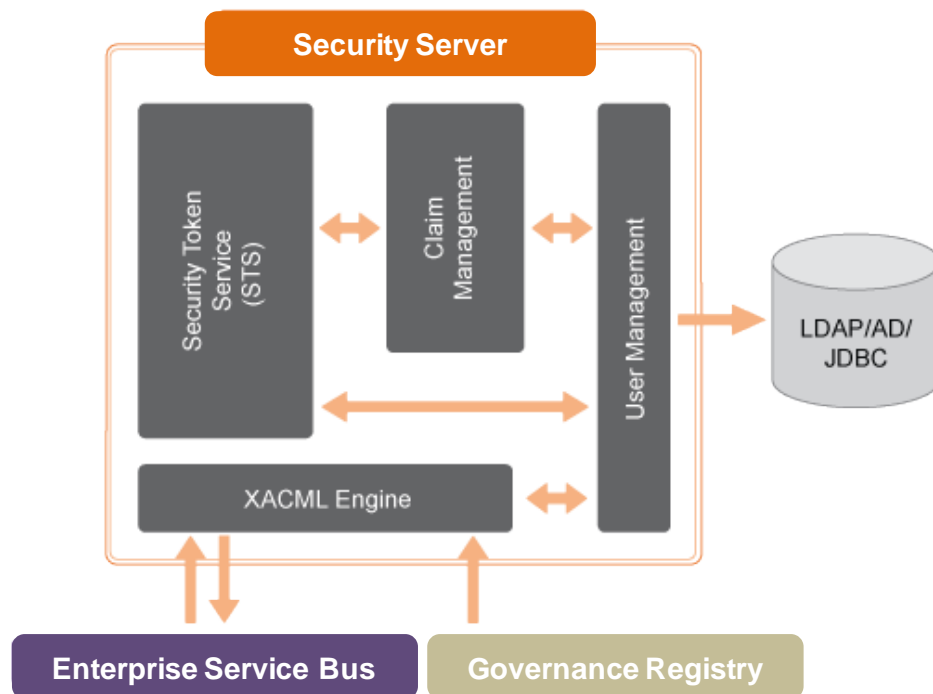 Security Server
Security Token
Service
(STS)
Claim
Management
User Management
LDAP/AD/
JDBC
XACML Engine
Enterprise Service Bus
Governance Registry